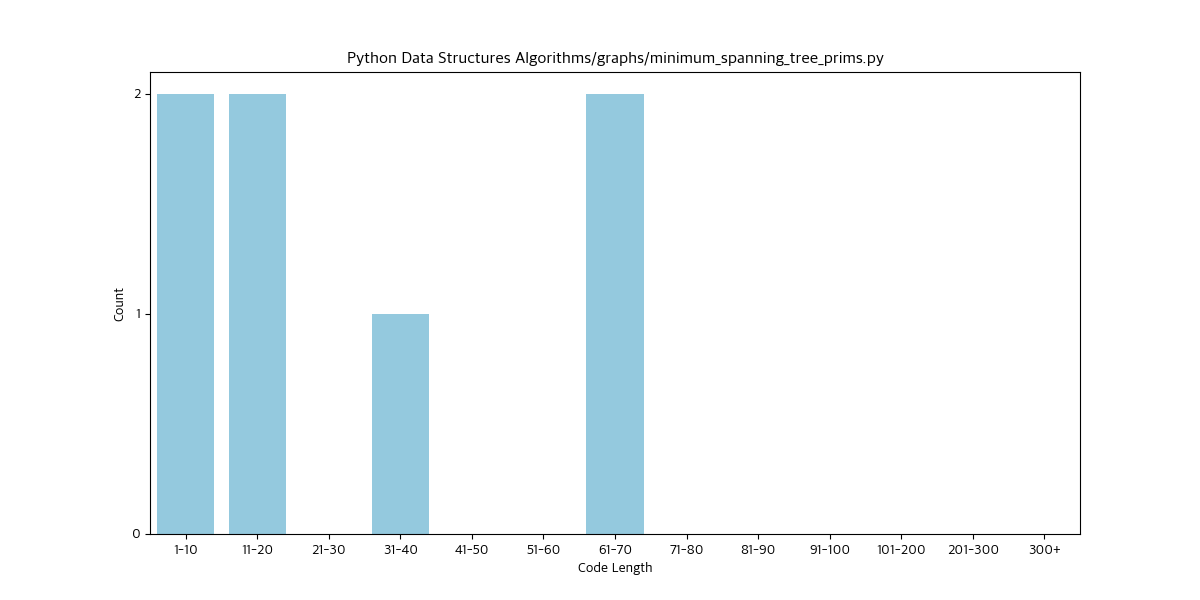 Python Data Structures Algorithms/graphs/minimum_spanning_tree_prims.py
2
1
0
Count
1-10 11-20 21-30 31-40 41-50 51-60 61-70 71-80 81-90 91-100 101-200 201-300 300+
Code Length